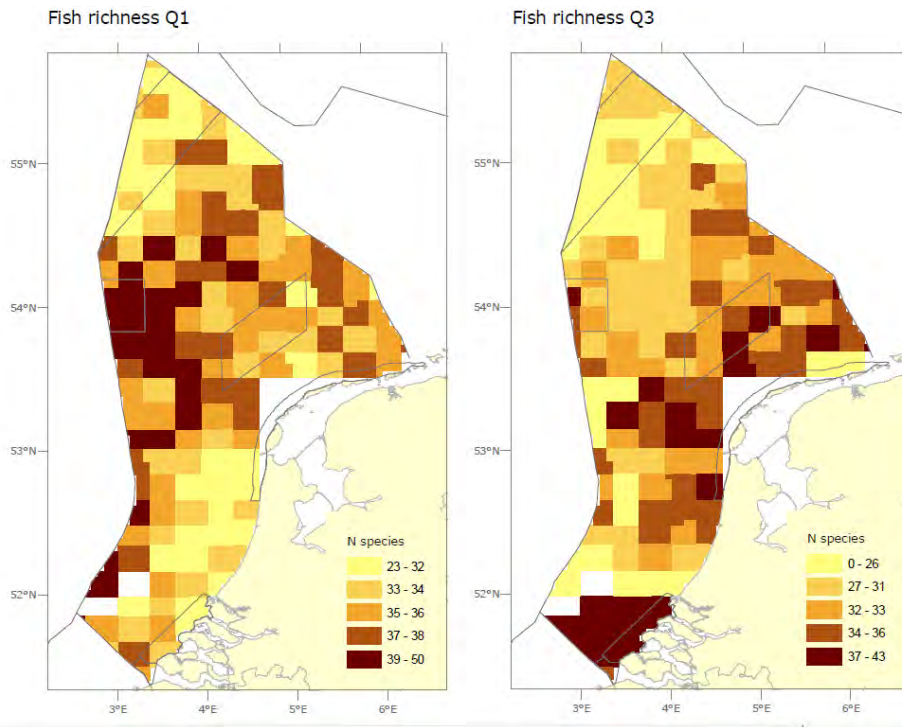 Fish richness Q1
55°N
54°N
53°N
52°N
3°E 4°E 5°E 6°E
N species
23 - 32
33 - 34
35 - 36
37 - 38
39 - 50
Fish richness Q3
55°N
54°N
53°N
52°N
3°E 4°E 5°E 6°E
N species
0 - 26
27 - 31
32 - 33
34 - 36
37 - 43